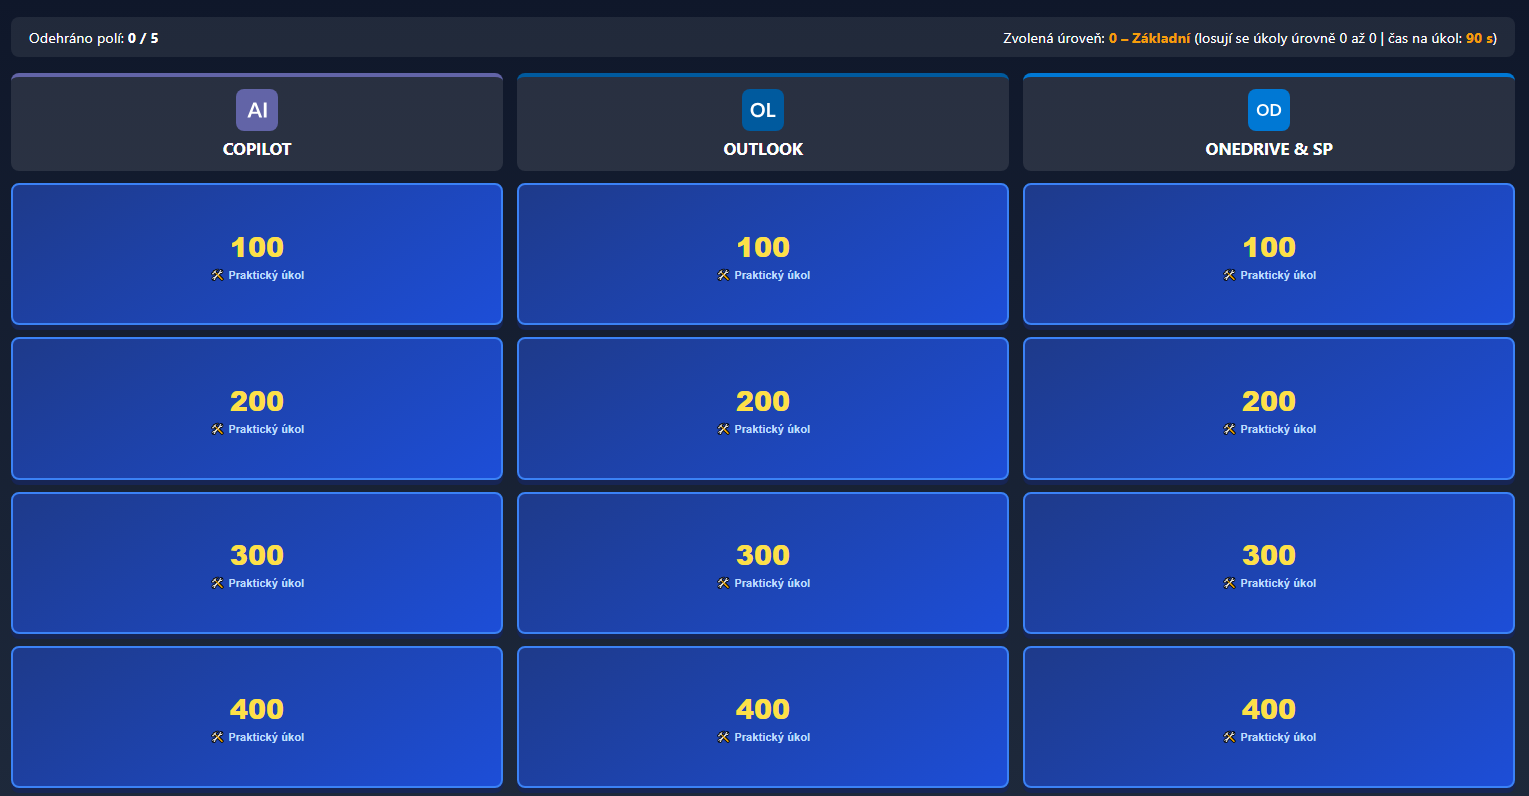 Odehráno polí: 0 / 5
Zvolená úroveň: 0 – Základní (losují se úkoly úrovně 0 až 0 | čas na úkol: 90 s)
AI
COPILOT
OL
OUTLOOK
OD
ONEDRIVE & SP
100
🛠 Praktický úkol
100
🛠 Praktický úkol
100
🛠 Praktický úkol
200
🛠 Praktický úkol
200
🛠 Praktický úkol
200
🛠 Praktický úkol
300
🛠 Praktický úkol
300
🛠 Praktický úkol
300
🛠 Praktický úkol
400
🛠 Praktický úkol
400
🛠 Praktický úkol
400
🛠 Praktický úkol